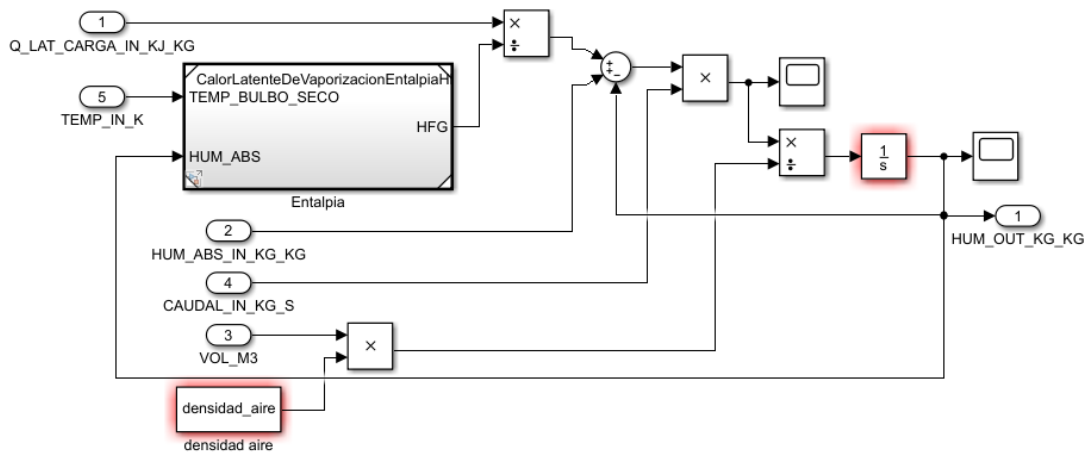 1
Q_LAT_CARGA_IN_KJ_KG
×
÷
CalorLatenteDeVaporizacionEntalpiaH
5
TEMP_IN_K
TEMP_BULBO_SECO
HFG
HUM_ABS
Entalpia
+
+
−
×
×
÷
1
s
1
HUM_OUT_KG_KG
2
HUM_ABS_IN_KG_KG
4
CAUDAL_IN_KG_S
3
VOL_M3
×
densidad_aire
densidad aire